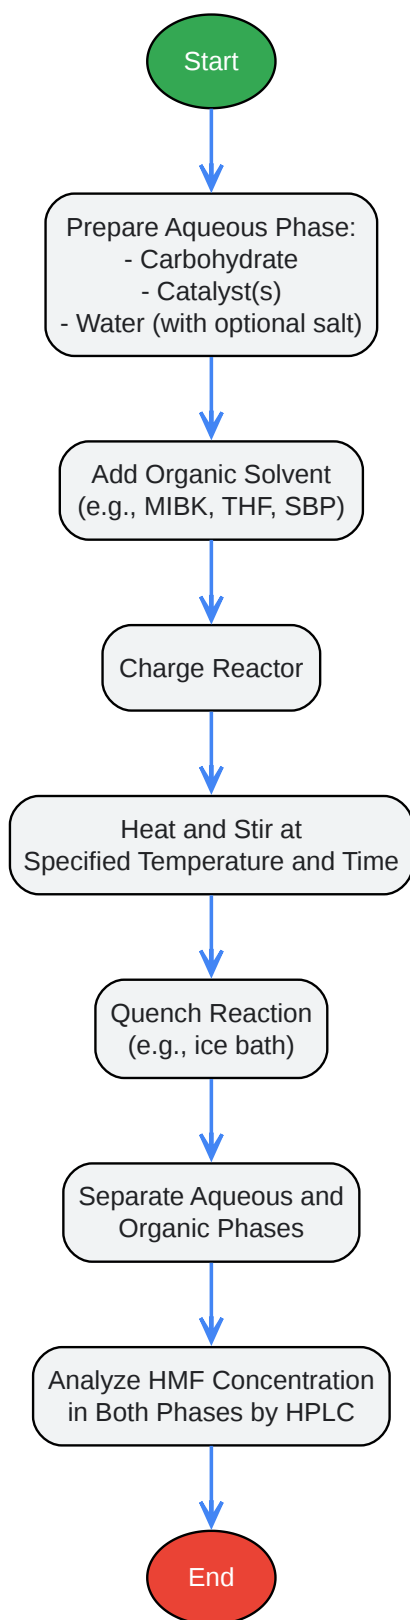 Start
Prepare Aqueous Phase:
- Carbohydrate
- Catalyst(s)
- Water (with optional salt)
Add Organic Solvent
(e.g., MIBK, THF, SBP)
Charge Reactor
Heat and Stir at
Specified Temperature and Time
Quench Reaction
(e.g., ice bath)
Separate Aqueous and
Organic Phases
Analyze HMF Concentration
in Both Phases by HPLC
End